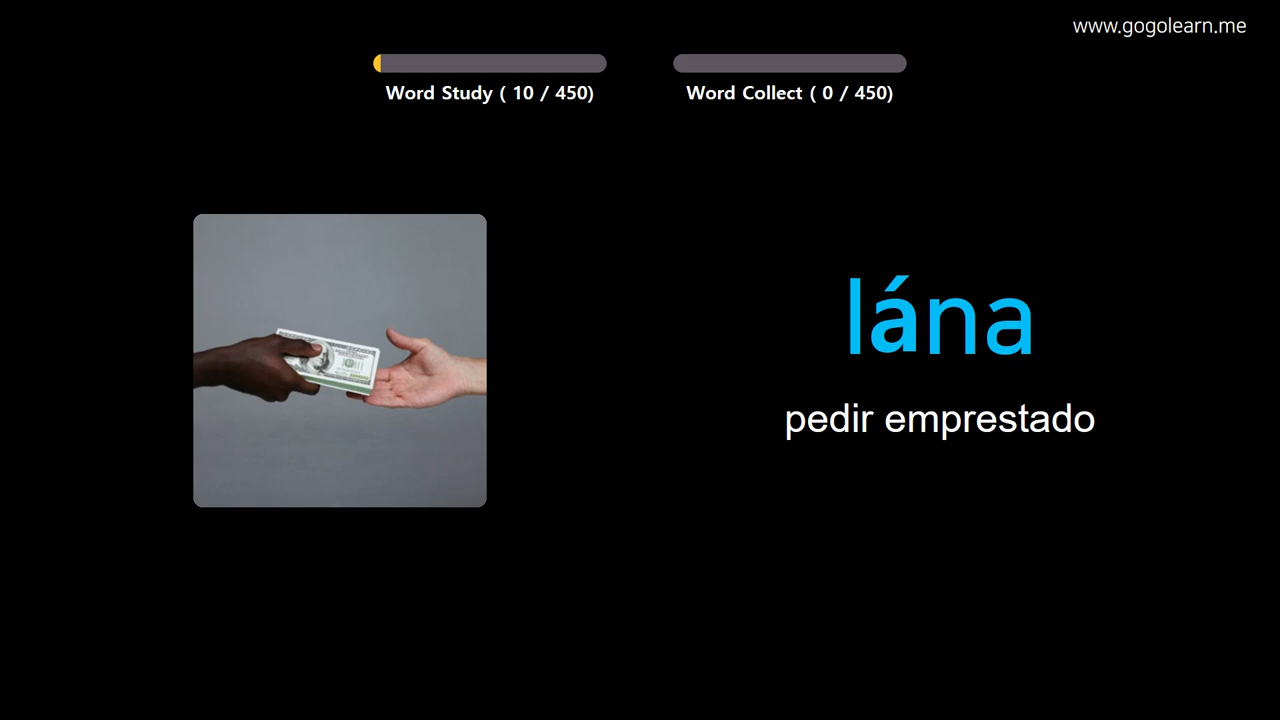 www.gogolearn.me
Word Study ( 10 / 450)
Word Collect ( 0 / 450)
lána
pedir emprestado